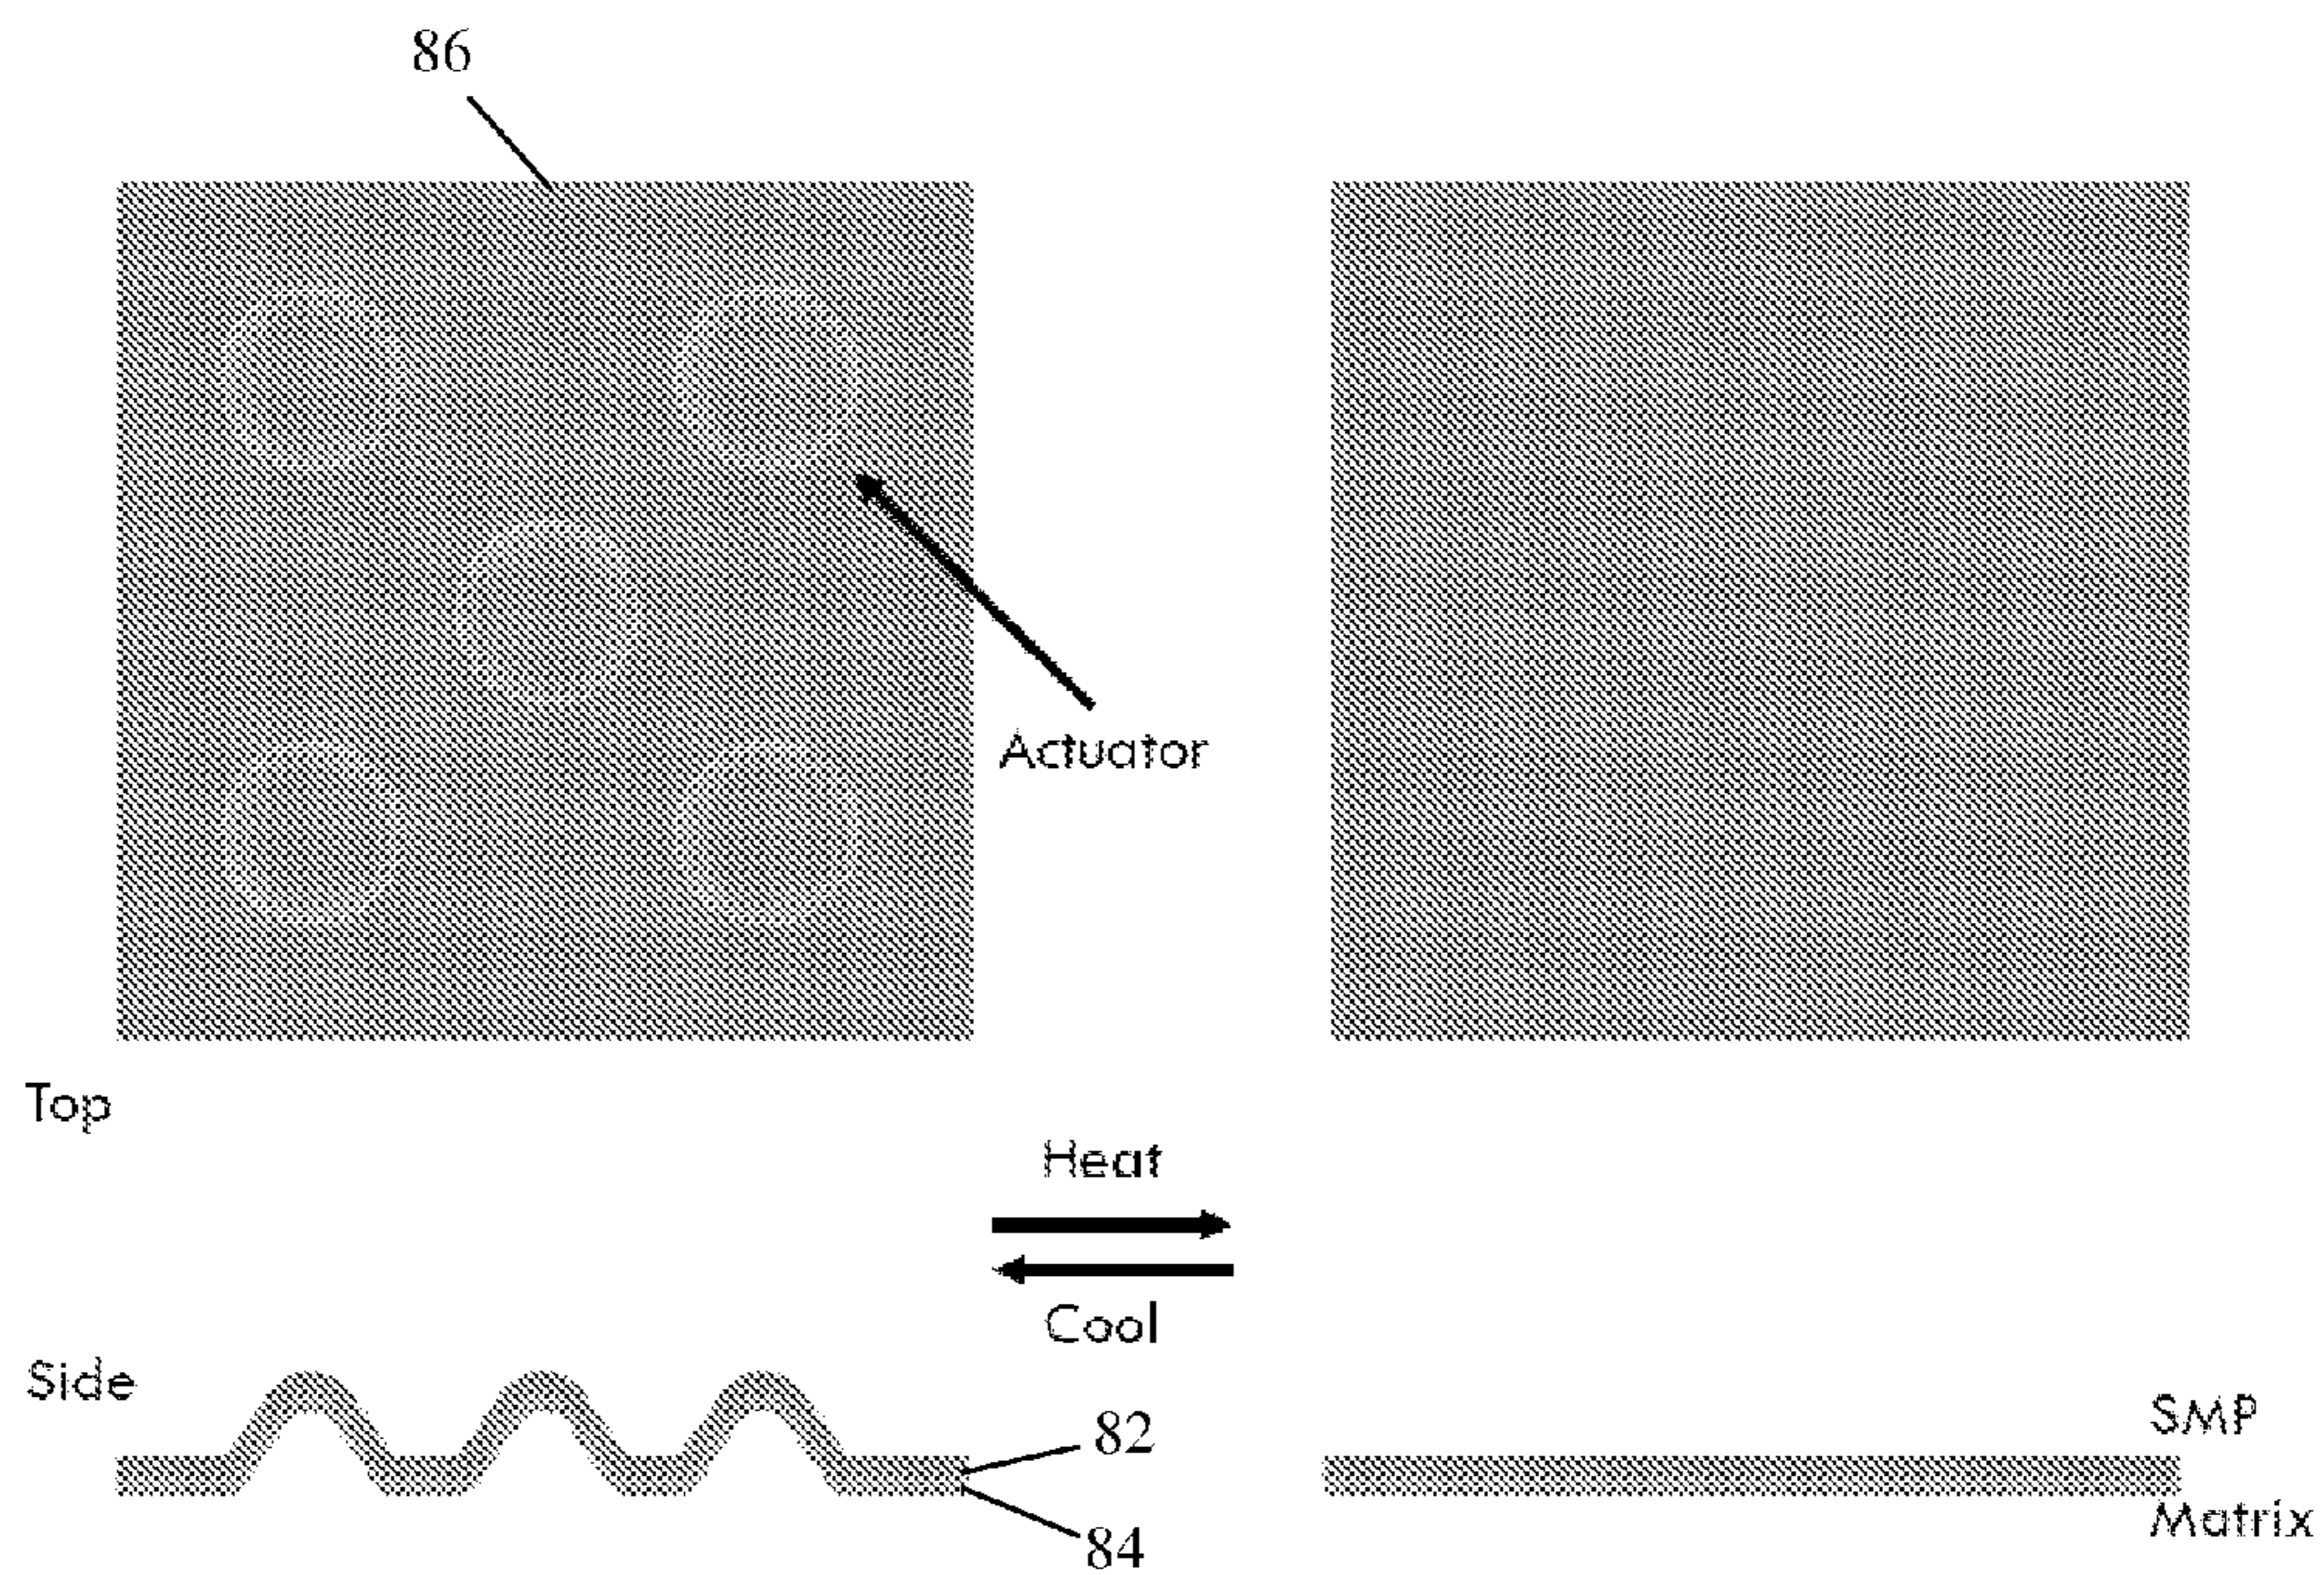 86
Actuator
Top
Heat
Cool
Side
82
SMP
84
Matrix